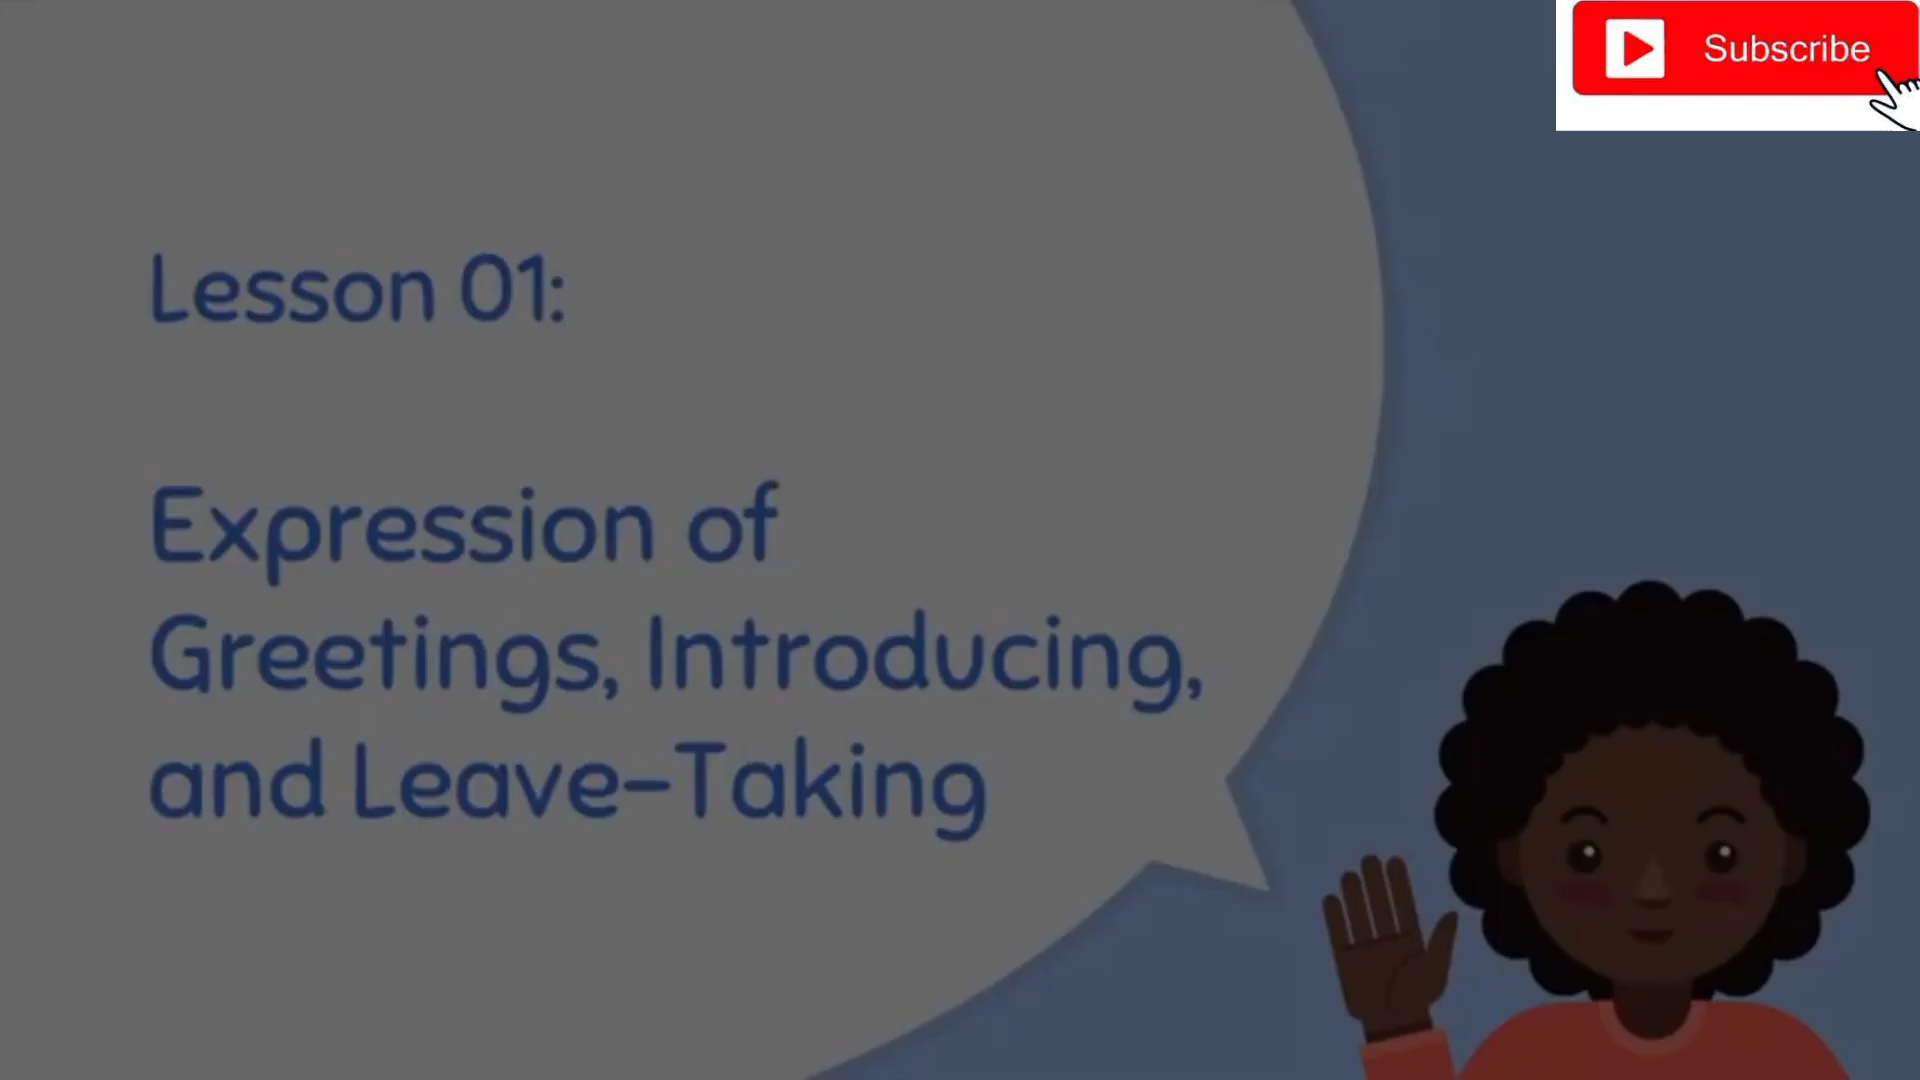 Subscribe
Lesson 01:
Expression of
Greetings, Introducing,
and Leave-Taking